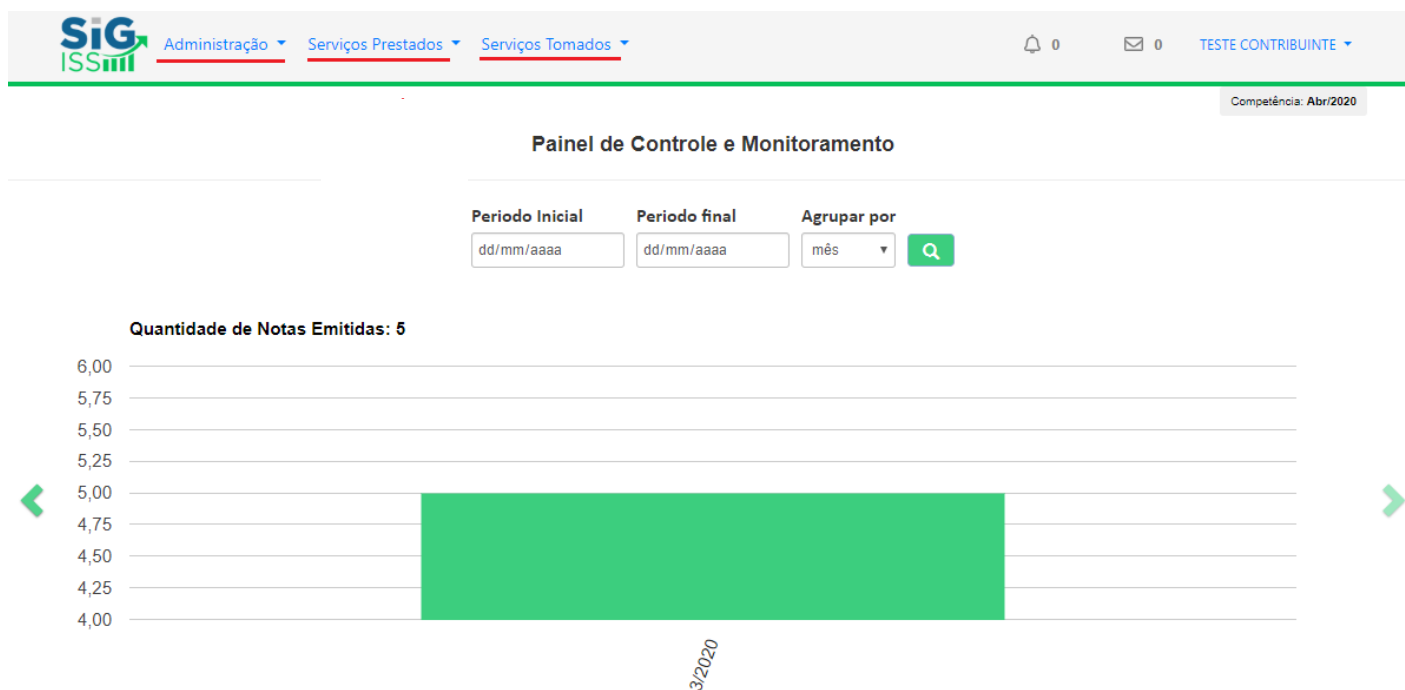 SiG
ISS
Administração Serviços Prestados Serviços Tomados 0 0 TESTE CONTRIBUINTE
Competência: Abr/2020
Painel de Controle e Monitoramento
Periodo Inicial Periodo final Agrupar por
dd/mm/aaaa dd/mm/aaaa mês
Quantidade de Notas Emitidas: 5
6,00
5,75
5,50
5,25
5,00
4,75
4,50
4,25
4,00
3/2020